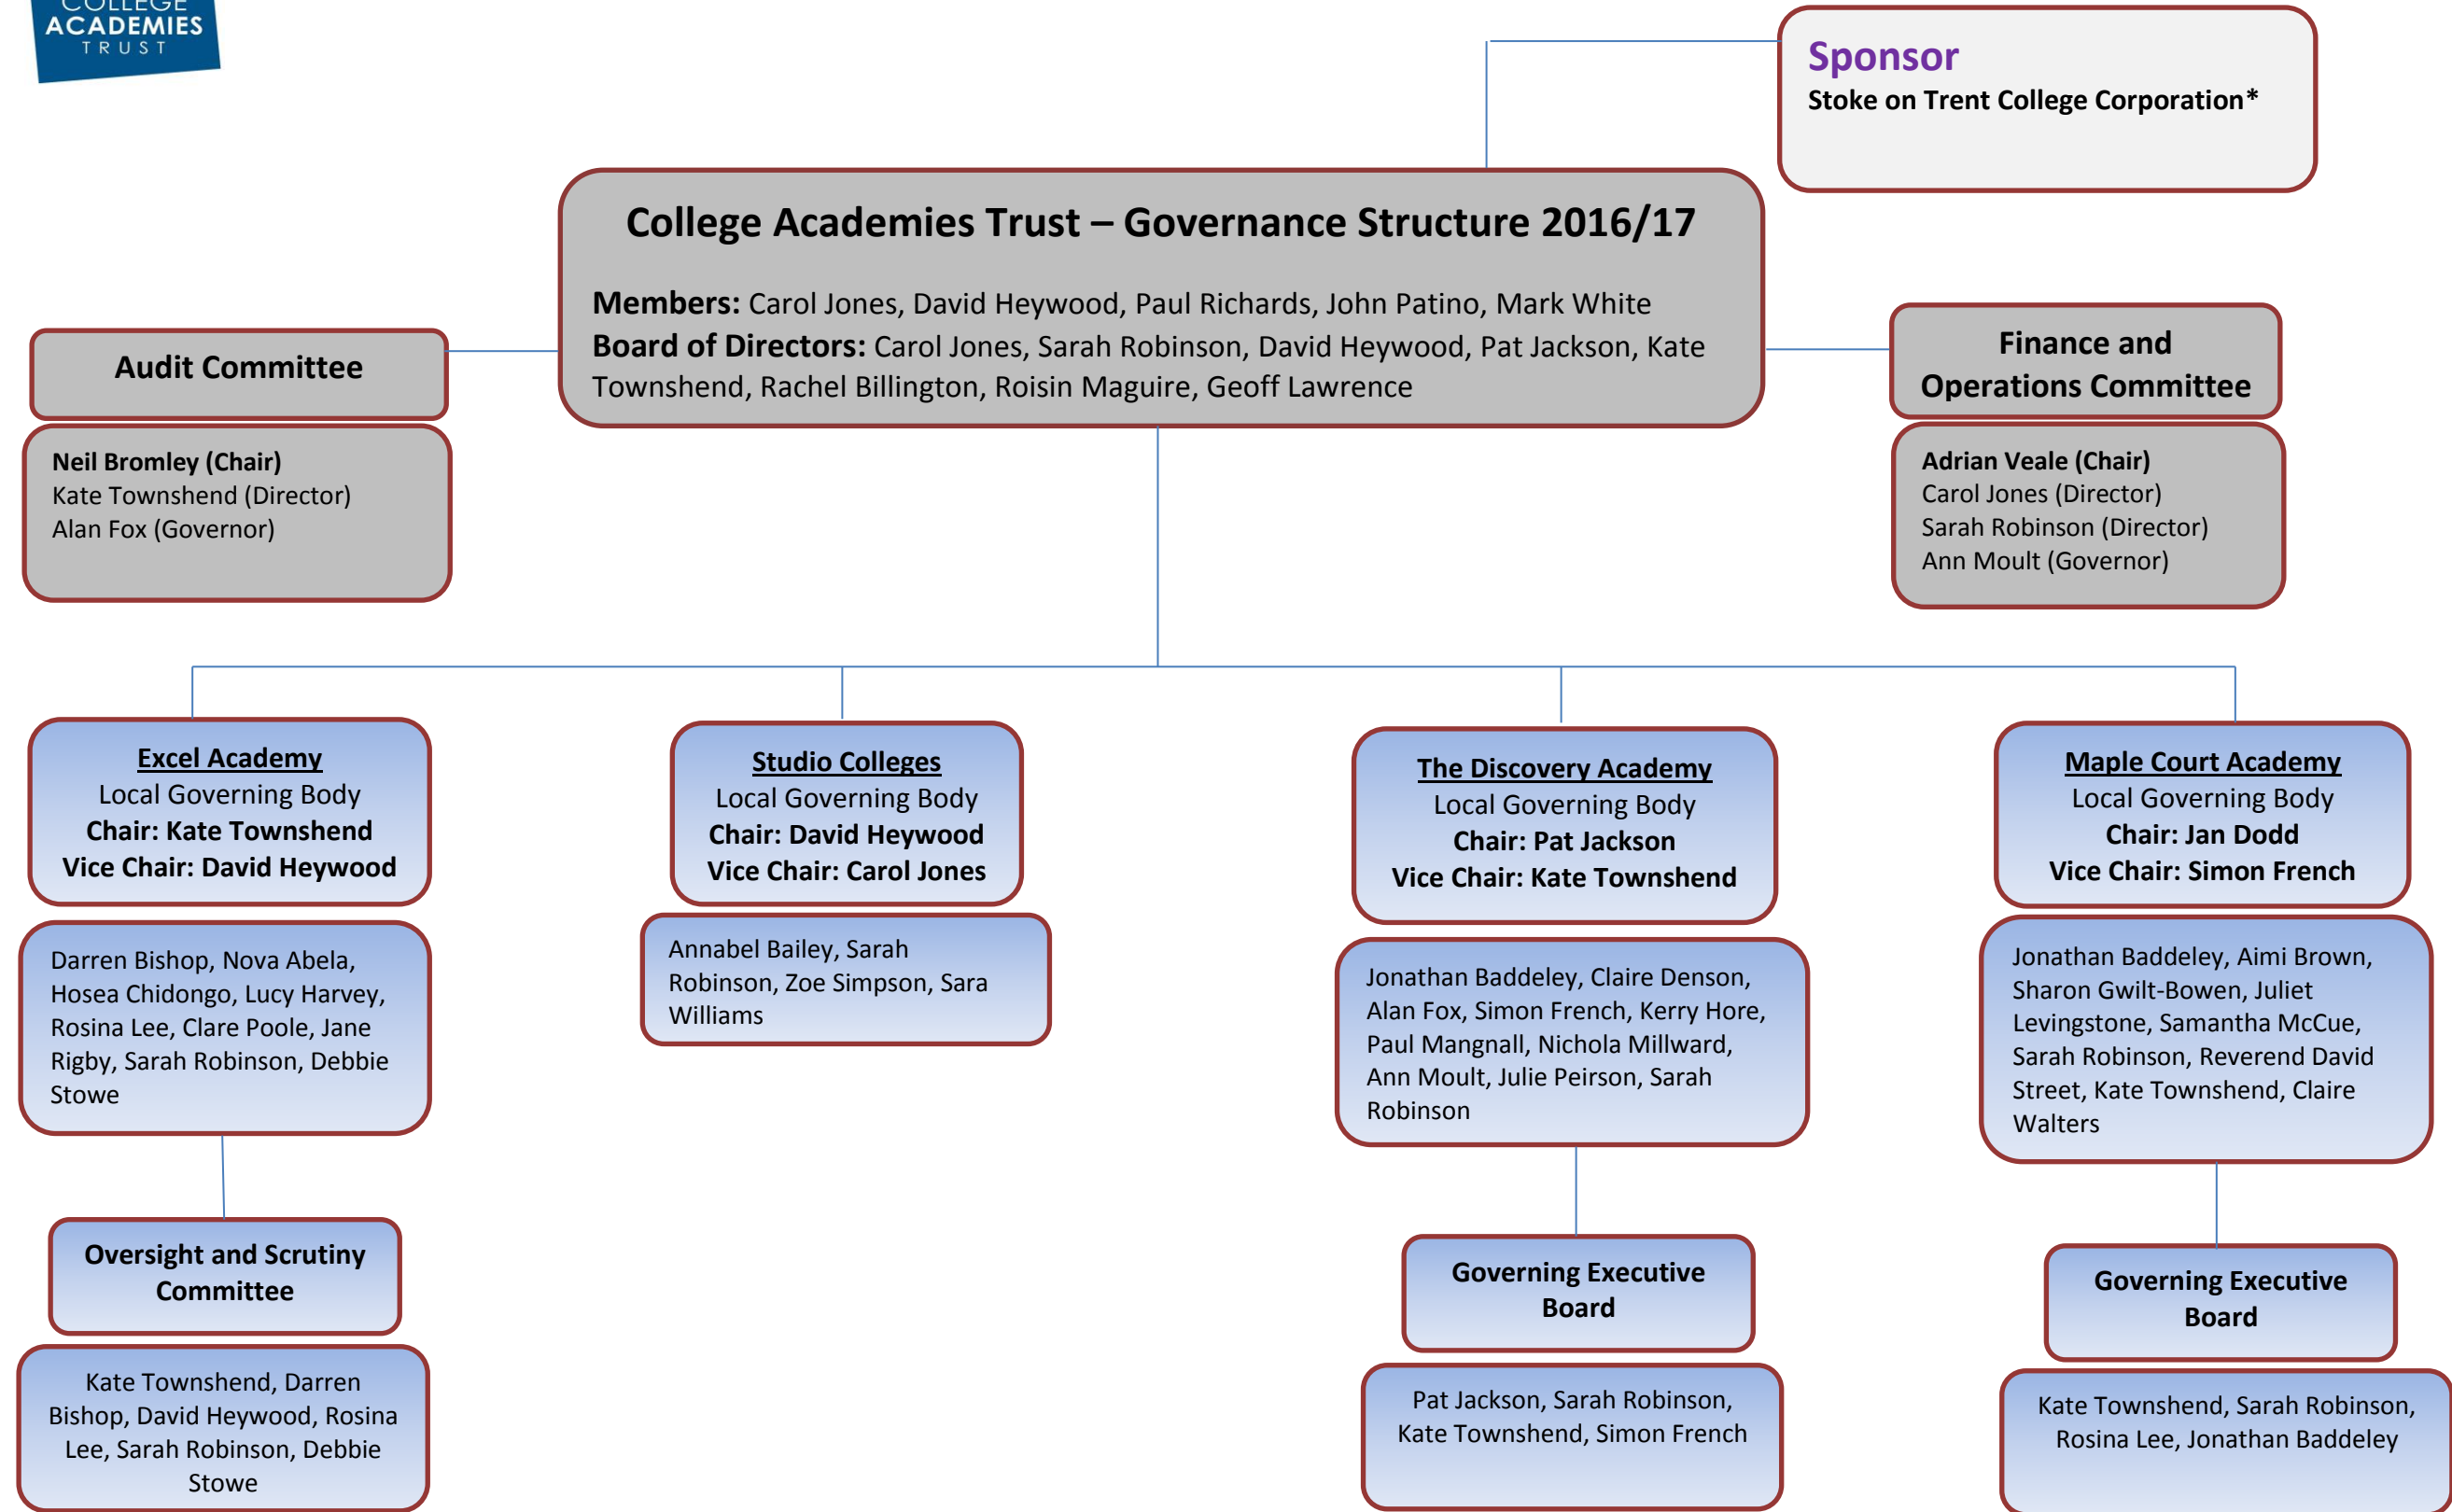 COLLEGE
ACADEMIES
TRUST
Sponsor
Stoke on Trent College Corporation*
College Academies Trust – Governance Structure 2016/17
Members: Carol Jones, David Heywood, Paul Richards, John Patino, Mark White
Board of Directors: Carol Jones, Sarah Robinson, David Heywood, Pat Jackson, Kate
Townshend, Rachel Billington, Roisin Maguire, Geoff Lawrence
Audit Committee
Neil Bromley (Chair)
Kate Townshend (Director)
Alan Fox (Governor)
Finance and
Operations Committee
Adrian Veale (Chair)
Carol Jones (Director)
Sarah Robinson (Director)
Ann Moult (Governor)
Excel Academy
Local Governing Body
Chair: Kate Townshend
Vice Chair: David Heywood
Darren Bishop, Nova Abela,
Hosea Chidongo, Lucy Harvey,
Rosina Lee, Clare Poole, Jane
Rigby, Sarah Robinson, Debbie
Stowe
Oversight and Scrutiny
Committee
Kate Townshend, Darren
Bishop, David Heywood, Rosina
Lee, Sarah Robinson, Debbie
Stowe
Studio Colleges
Local Governing Body
Chair: David Heywood
Vice Chair: Carol Jones
Annabel Bailey, Sarah
Robinson, Zoe Simpson, Sara
Williams
The Discovery Academy
Local Governing Body
Chair: Pat Jackson
Vice Chair: Kate Townshend
Jonathan Baddeley, Claire Denson,
Alan Fox, Simon French, Kerry Hore,
Paul Mangnall, Nichola Millward,
Ann Moult, Julie Peirson, Sarah
Robinson
Governing Executive
Board
Pat Jackson, Sarah Robinson,
Kate Townshend, Simon French
Maple Court Academy
Local Governing Body
Chair: Jan Dodd
Vice Chair: Simon French
Jonathan Baddeley, Aimi Brown,
Sharon Gwilt-Bowen, Juliet
Levingstone, Samantha McCue,
Sarah Robinson, Reverend David
Street, Kate Townshend, Claire
Walters
Governing Executive
Board
Kate Townshend, Sarah Robinson,
Rosina Lee, Jonathan Baddeley